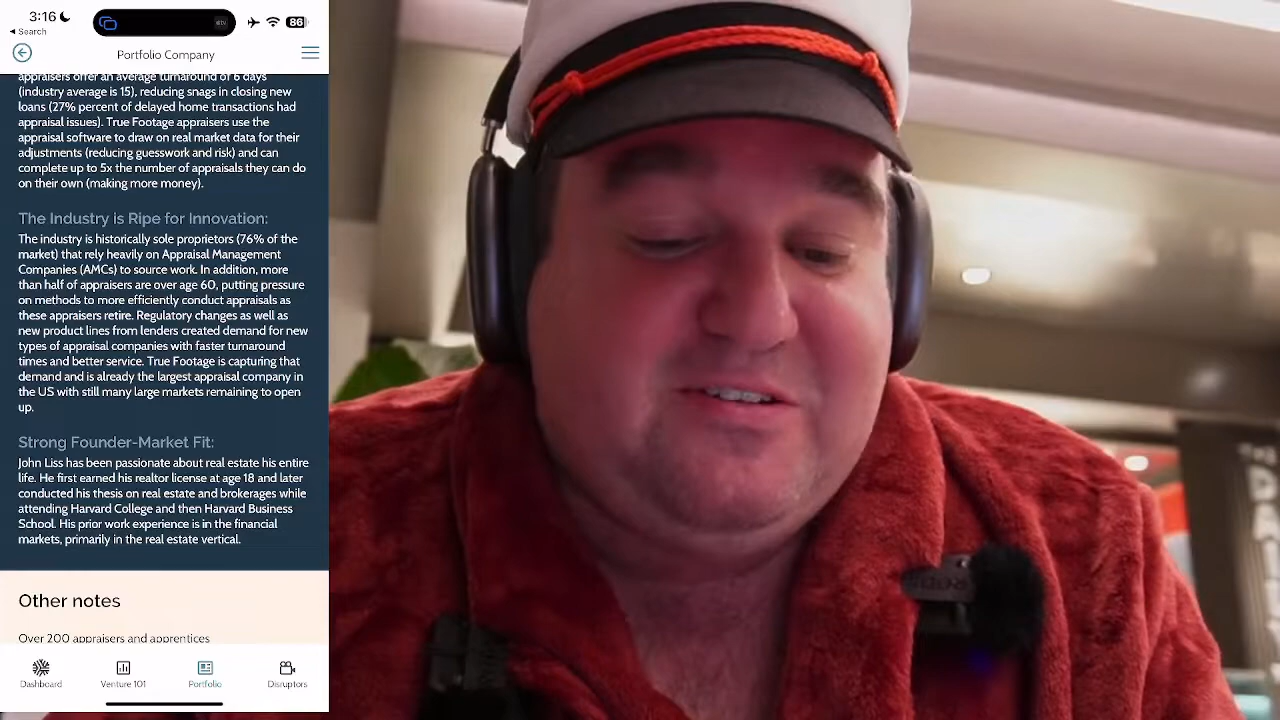 3:16
86
Search
Portfolio Company
appraisers offer an average turnaround of 6 days
(industry average is 15), reducing snags in closing new
loans (27% percent of delayed home transactions had
appraisal issues). True Footage appraisers use the
appraisal software to draw on real market data for their
adjustments (reducing guesswork and risk) and can
complete up to 5x the number of appraisals they can do
on their own (making more money).
The Industry is Ripe for Innovation:
The industry is historically sole proprietors (76% of the
market) that rely heavily on Appraisal Management
Companies (AMCs) to source work. In addition, more
than half of appraisers are over age 60, putting pressure
on methods to more efficiently conduct appraisals as
these appraisers retire. Regulatory changes as well as
new product lines from lenders created demand for new
types of appraisal companies with faster turnaround
times and better service. True Footage is capturing that
demand and is already the largest appraisal company in
the US with still many large markets remaining to open
up.
Strong Founder-Market Fit:
John Liss has been passionate about real estate his entire
life. He first earned his realtor license at age 18 and later
conducted his thesis on real estate and brokerages while
attending Harvard College and then Harvard Business
School. His prior work experience is in the financial
markets, primarily in the real estate vertical.
Other notes
Over 200 appraisers and apprentices
Dashboard
Venture 101
Portfolio
Disruptors